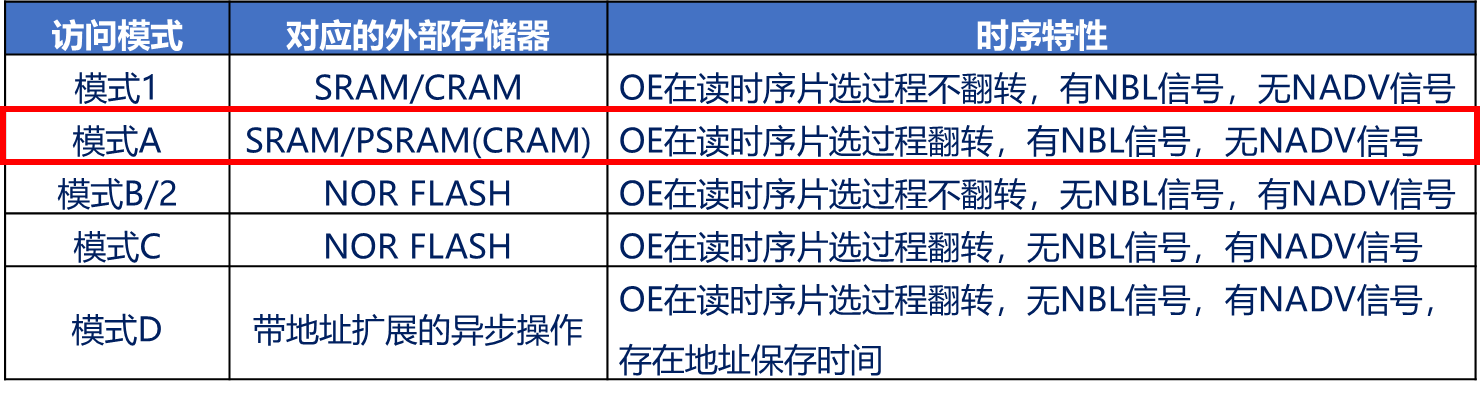 访问模式 对应的外部存储器 时序特性
模式1 SRAM/CRAM OE在读时序片选过程不翻转，有NBL信号，无NADV信号
模式A SRAM/PSRAM(CRAM) OE在读时序片选过程翻转，有NBL信号，无NADV信号
模式B/2 NOR FLASH OE在读时序片选过程不翻转，无NBL信号，有NADV信号
模式C NOR FLASH OE在读时序片选过程翻转，无NBL信号，有NADV信号
模式D 带地址扩展的异步操作 OE在读时序片选过程翻转，无NBL信号，有NADV信号，
存在地址保存时间